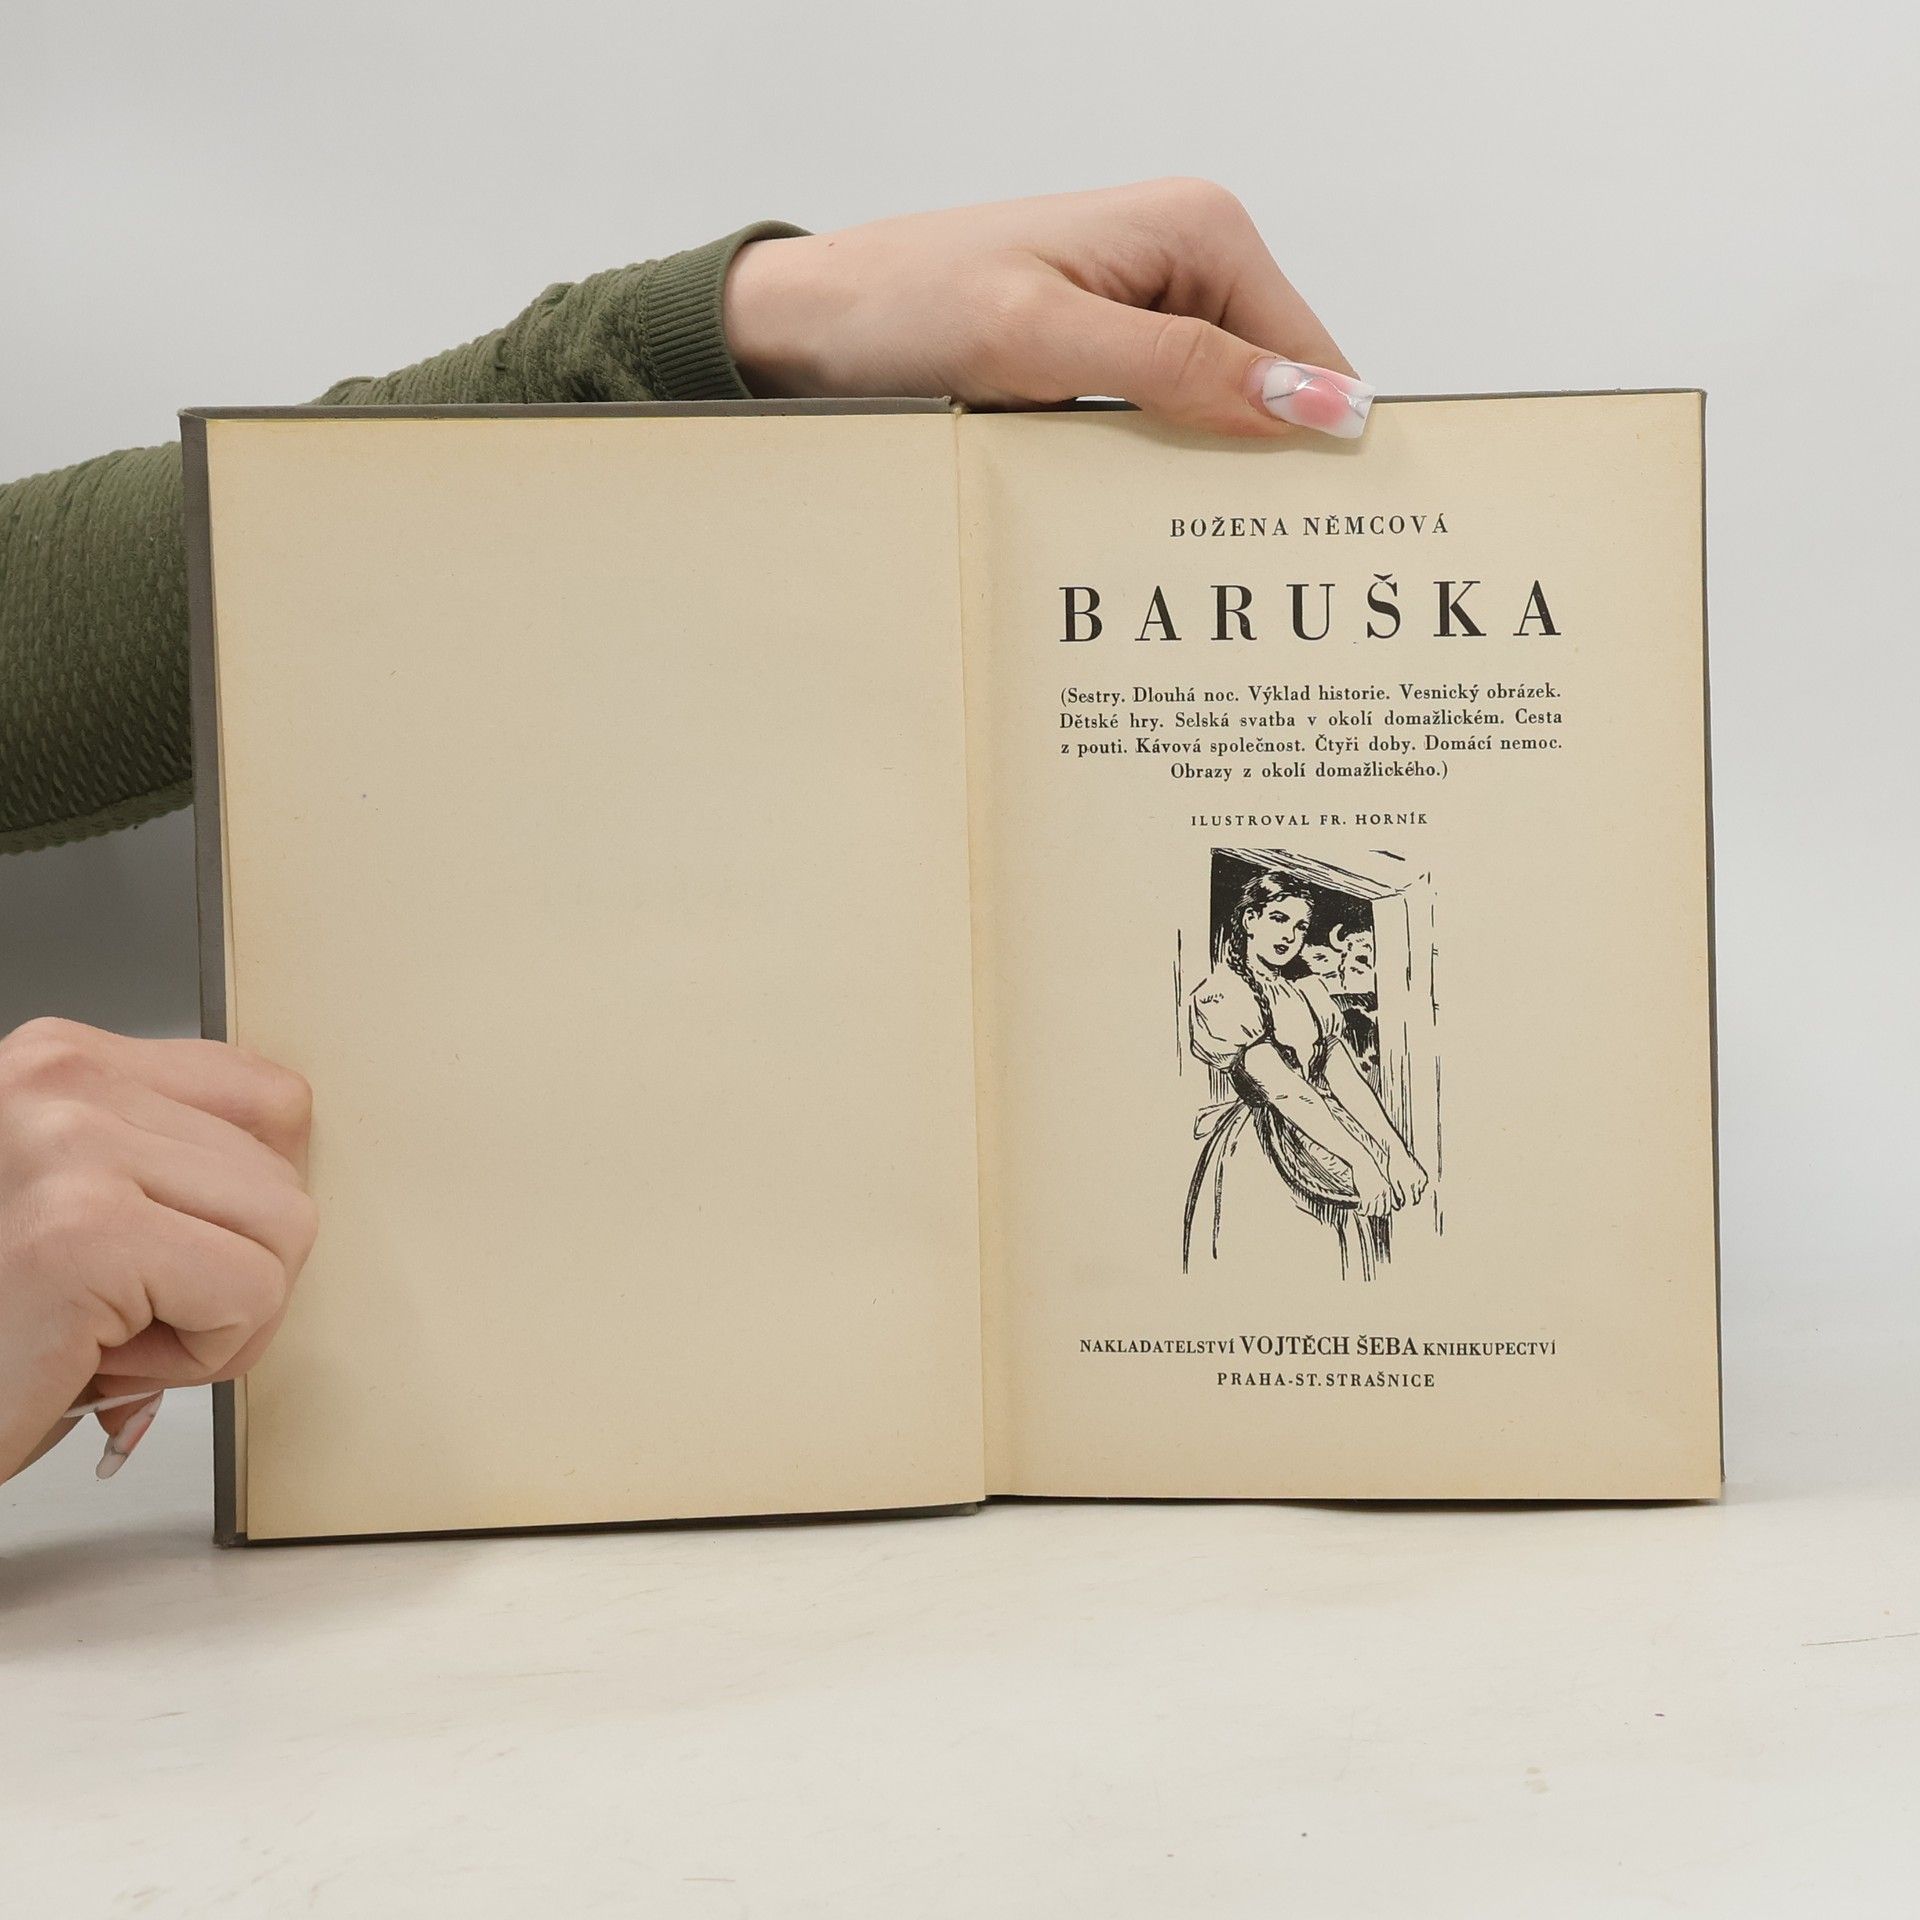 BOŽENA NĚMCOVÁ
BARUŠKA
(Sestry. Dlouhá noc. Výklad historie. Vesnický obrázek.
Dětské hry. Selská svatba v okolí domažlickém. Cesta
z pouti. Kávová společnost. Čtyři doby. Domácí nemoc.
Obrazy z okolí domažlického.)
ILUSTROVAL FR. HORNÍK
NAKLADATELSTVÍ VOJTĚCH ŠEBA KNIHKUPECTVÍ
PRAHA-ST. STRAŠNICE